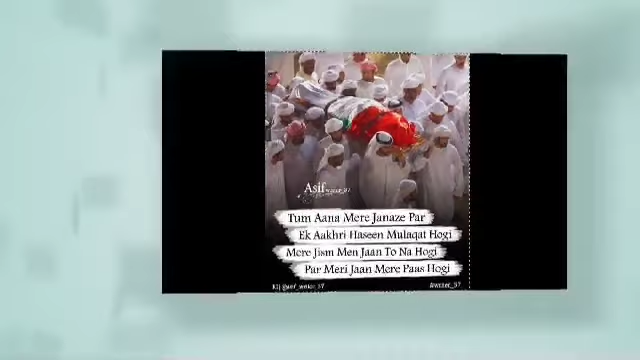 Asif
Tum Aana Mere Janaze Par
Ek Aakhri Haseen Mulaqat Hogi
Mere Jism Men Jaan To Na Hogi
Par Meri Jaan Mere Paas Hogi